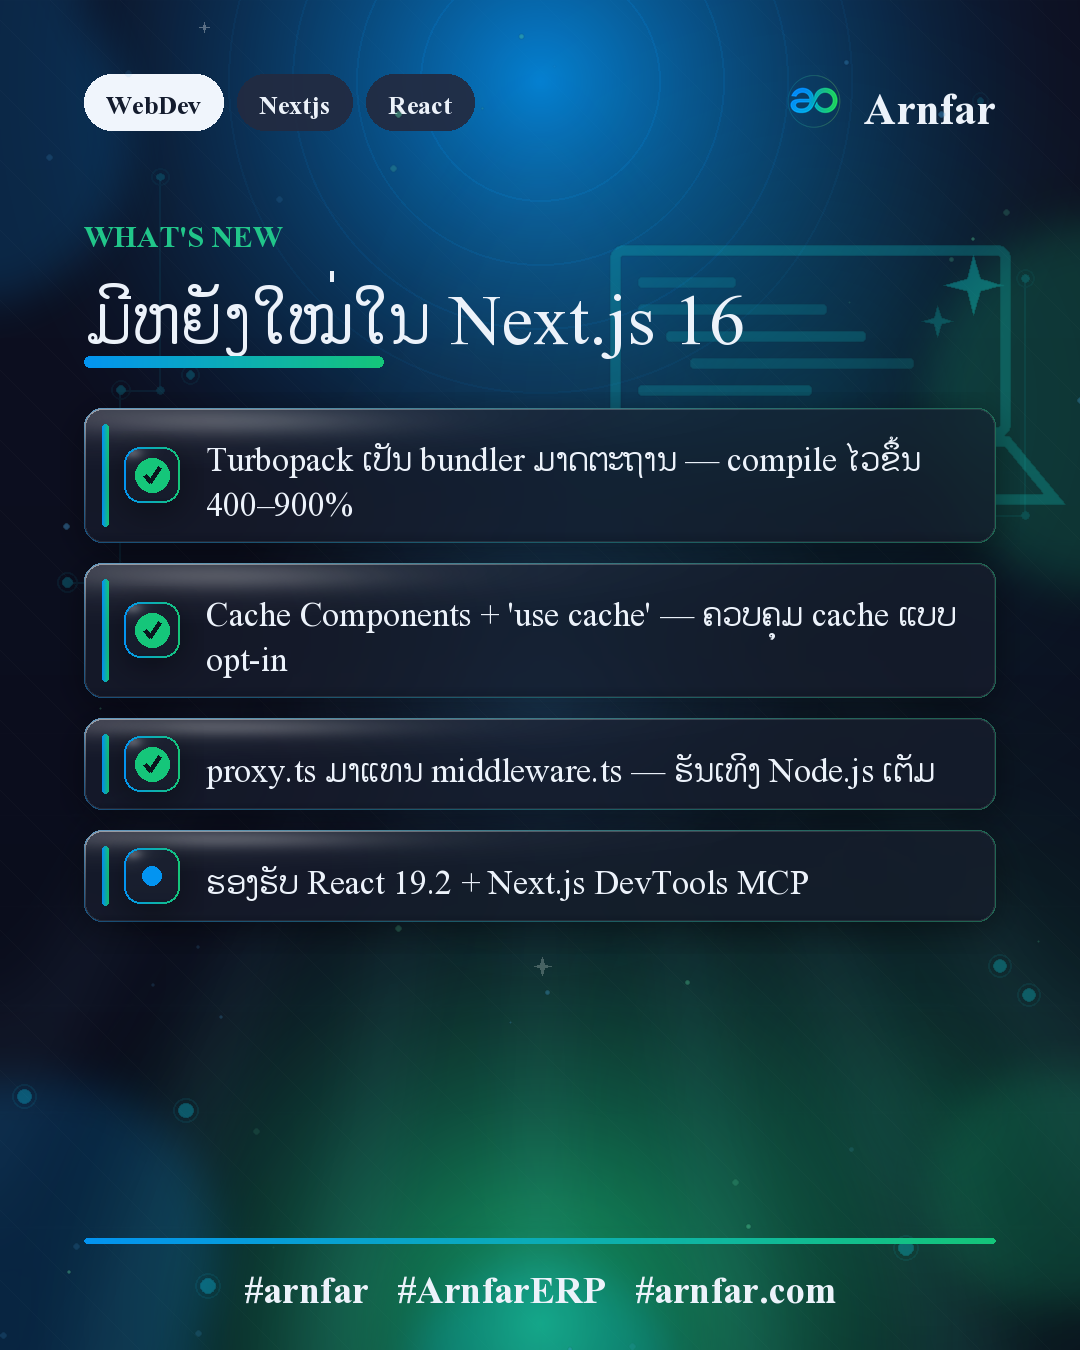 WebDev Nextjs React
Arnfar
WHAT'S NEW
ມີຫຍັງໃໝ່ໃນ Next.js 16
Turbopack ເປັນ bundler ມາດຕະຖານ — compile ໄວຂຶ້ນ
400–900%
Cache Components + 'use cache' — ຄວບຄຸມ cache ແບບ
opt-in
proxy.ts ມາແທນ middleware.ts — ຣັນເທິງ Node.js ເຕັມ
ຮອງຮັບ React 19.2 + Next.js DevTools MCP
#arnfar #ArnfarERP #arnfar.com